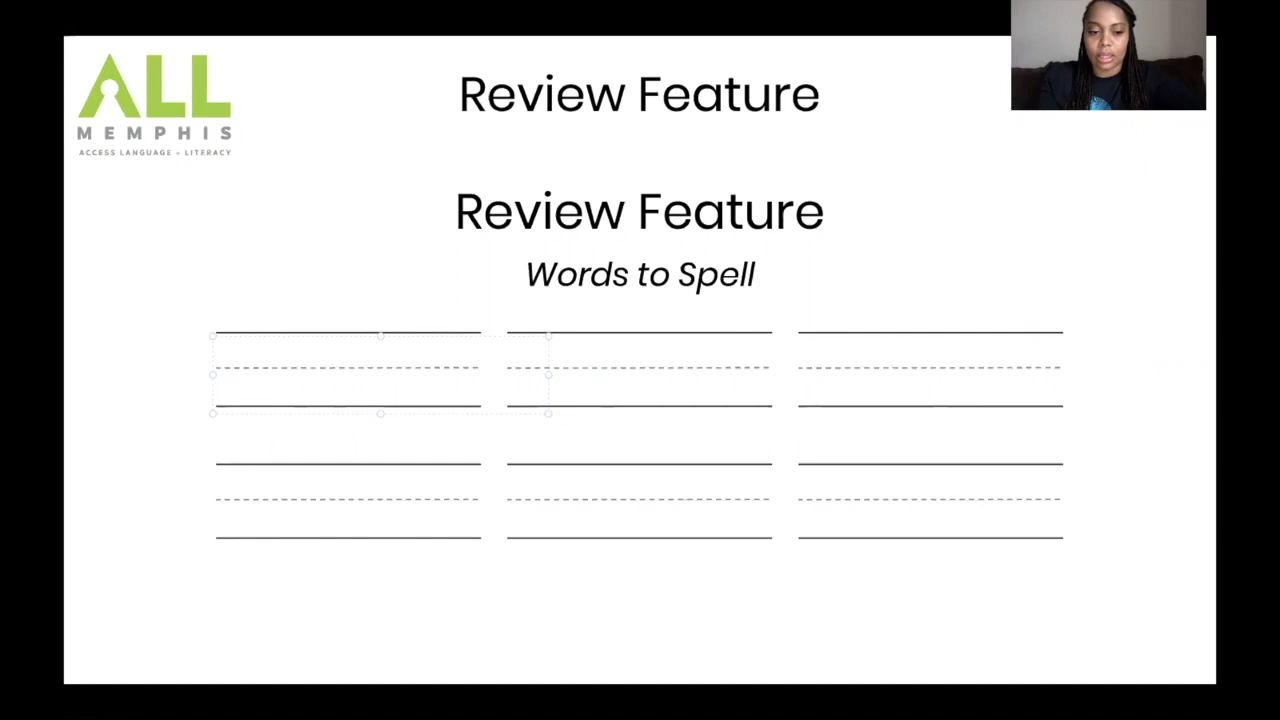 ALL
MEMPHIS
ACCESS LANGUAGE + LITERACY
Review Feature
Review Feature
Words to Spell